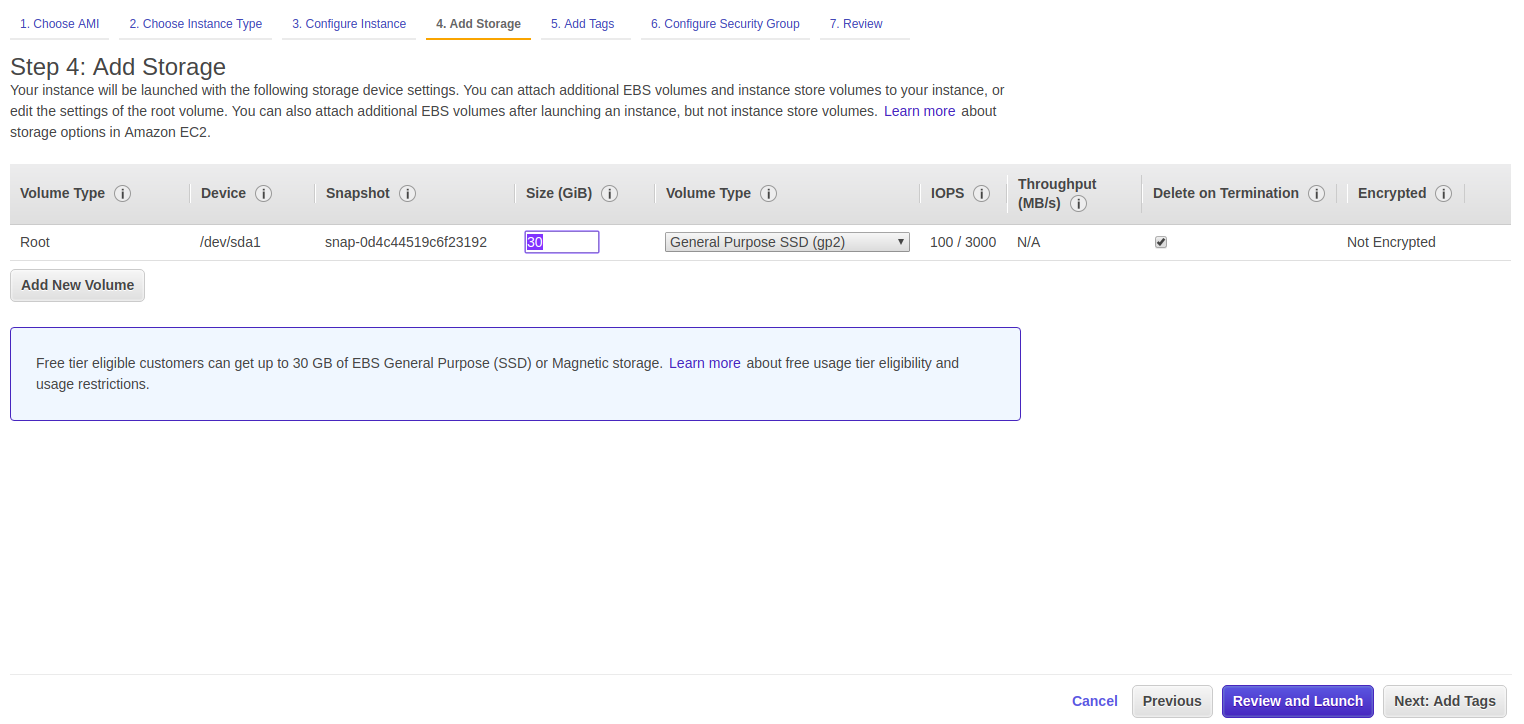 1. Choose AMI 2. Choose Instance Type 3. Configure Instance 4. Add Storage 5. Add Tags 6. Configure Security Group 7. Review
Step 4: Add Storage
Your instance will be launched with the following storage device settings. You can attach additional EBS volumes and instance store volumes to your instance, or
edit the settings of the root volume. You can also attach additional EBS volumes after launching an instance, but not instance store volumes. Learn more about
storage options in Amazon EC2.
Volume Type i Device i Snapshot i Size (GiB) i Volume Type i IOPS i Throughput (MB/s) i Delete on Termination i Encrypted i
Root /dev/sda1 snap-0d4c44519c6f23192 30 General Purpose SSD (gp2) 100 / 3000 N/A Not Encrypted
Add New Volume
Free tier eligible customers can get up to 30 GB of EBS General Purpose (SSD) or Magnetic storage. Learn more about free usage tier eligibility and
usage restrictions.
Cancel Previous Review and Launch Next: Add Tags